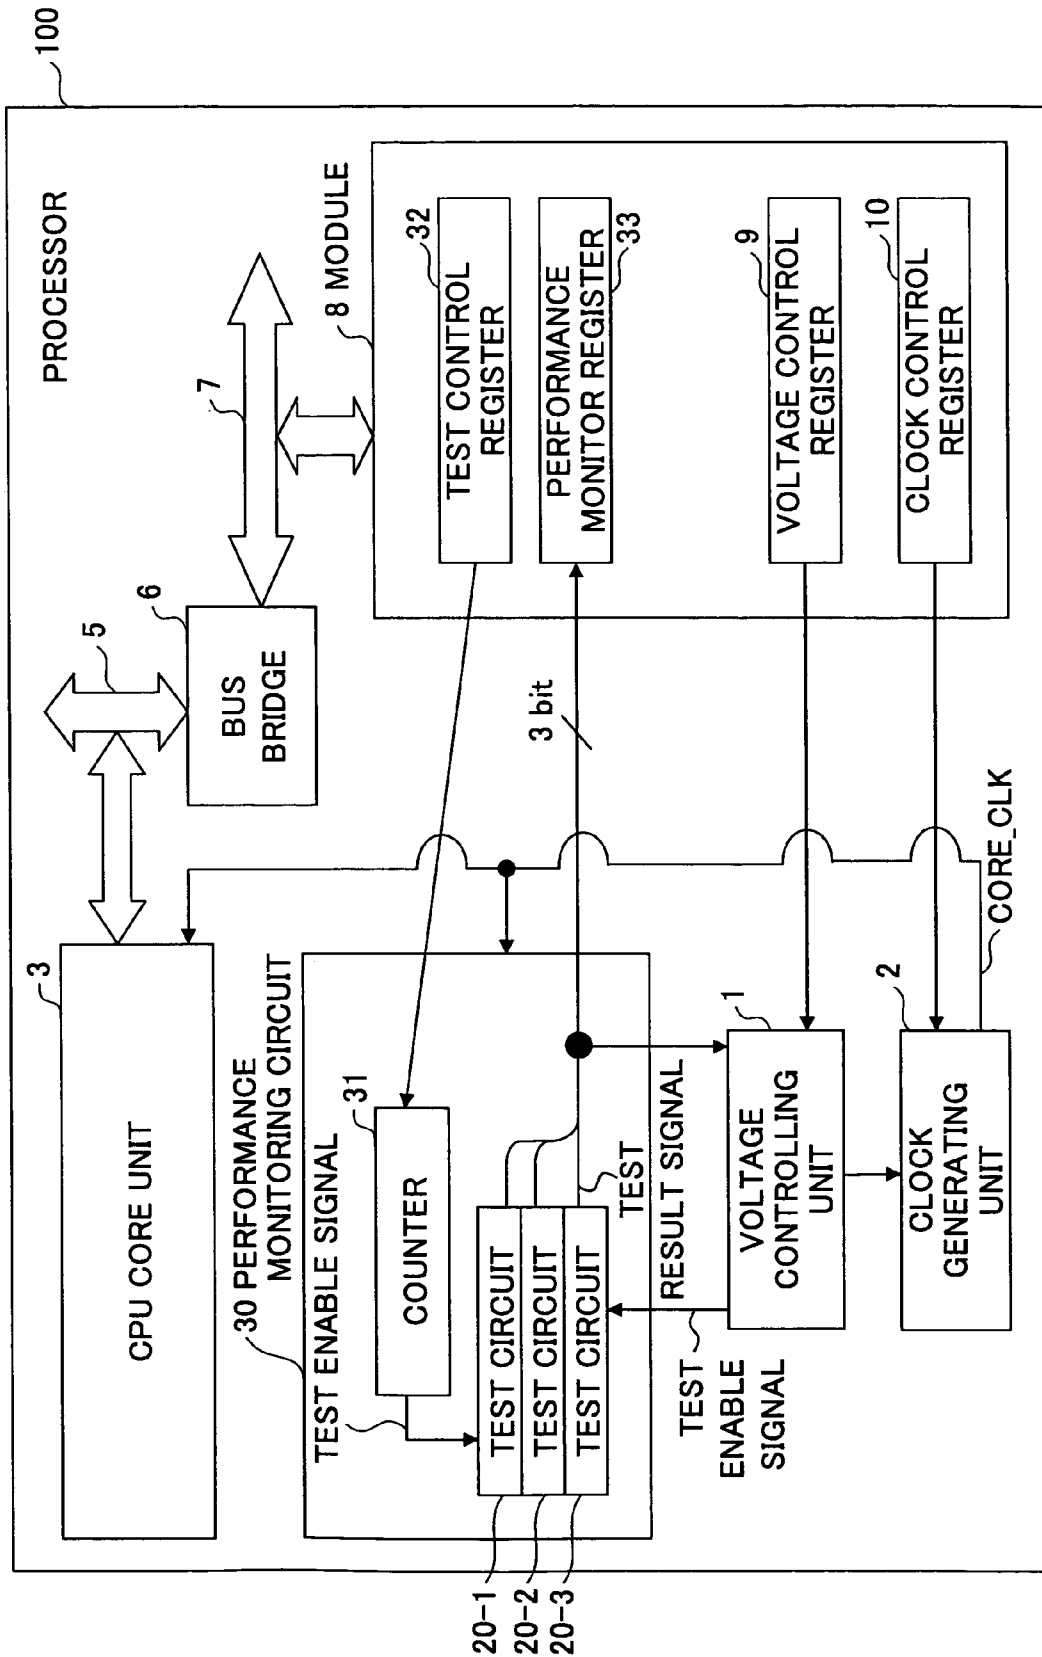 100
PROCESSOR
3
CPU CORE UNIT
5
6
BUS
BRIDGE
7
8 MODULE
30 PERFORMANCE
MONITORING CIRCUIT
TEST ENABLE SIGNAL
31
COUNTER
20-1
TEST CIRCUIT
20-2
TEST CIRCUIT
20-3
TEST CIRCUIT
TEST
RESULT SIGNAL
TEST
ENABLE
SIGNAL
3 bit
32
TEST CONTROL
REGISTER
PERFORMANCE
MONITOR REGISTER
33
1
VOLTAGE
CONTROLLING
UNIT
9
VOLTAGE CONTROL
REGISTER
2
CLOCK
GENERATING
UNIT
CORE_CLK
10
CLOCK CONTROL
REGISTER